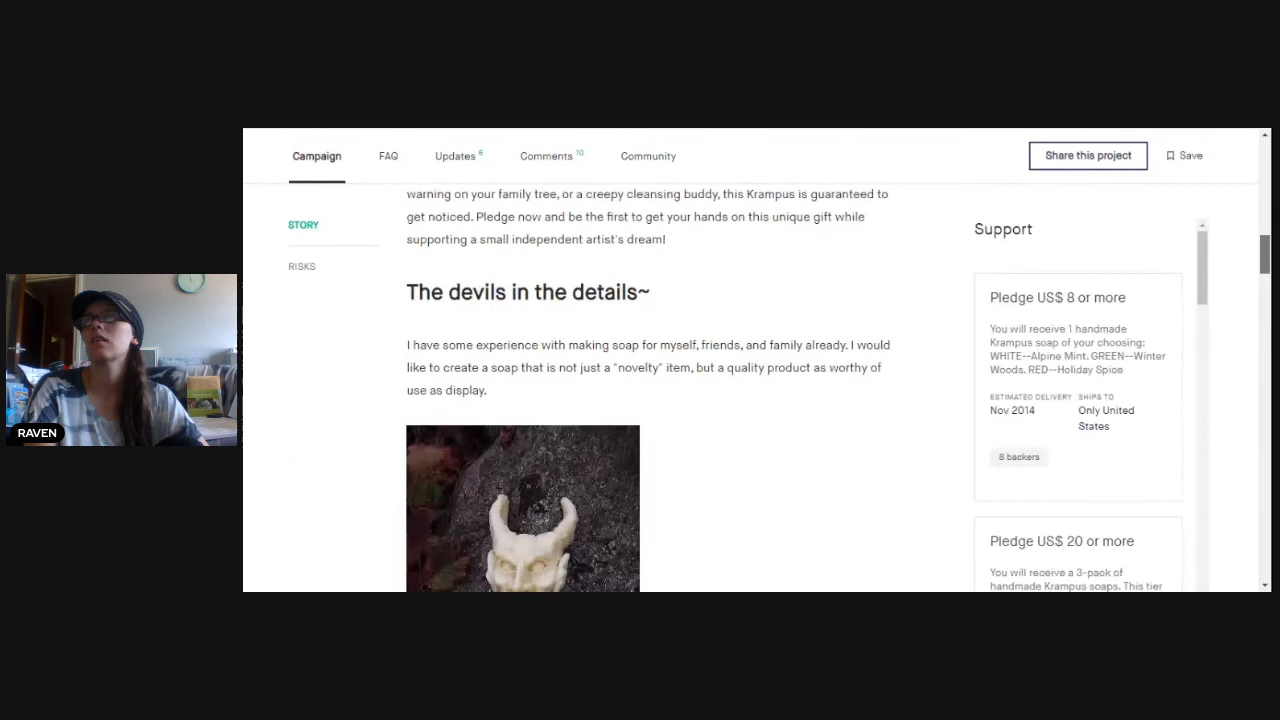 Campaign
FAQ
Updates 6
Comments 10
Community
Share this project
Save
STORY
RISKS
warning on your family tree, or a creepy cleansing buddy, this Krampus is guaranteed to
get noticed. Pledge now and be the first to get your hands on this unique gift while
supporting a small independent artist's dream!
The devils in the details~
I have some experience with making soap for myself, friends, and family already. I would
like to create a soap that is not just a "novelty" item, but a quality product as worthy of
use as display.
Support
Pledge US$ 8 or more
You will receive 1 handmade
Krampus soap of your choosing:
WHITE--Alpine Mint. GREEN--Winter
Woods. RED--Holiday Spice
ESTIMATED DELIVERY
Nov 2014
SHIPS TO
Only United
States
8 backers
Pledge US$ 20 or more
You will receive a 3-pack of
handmade Krampus soaps. This tier
RAVEN